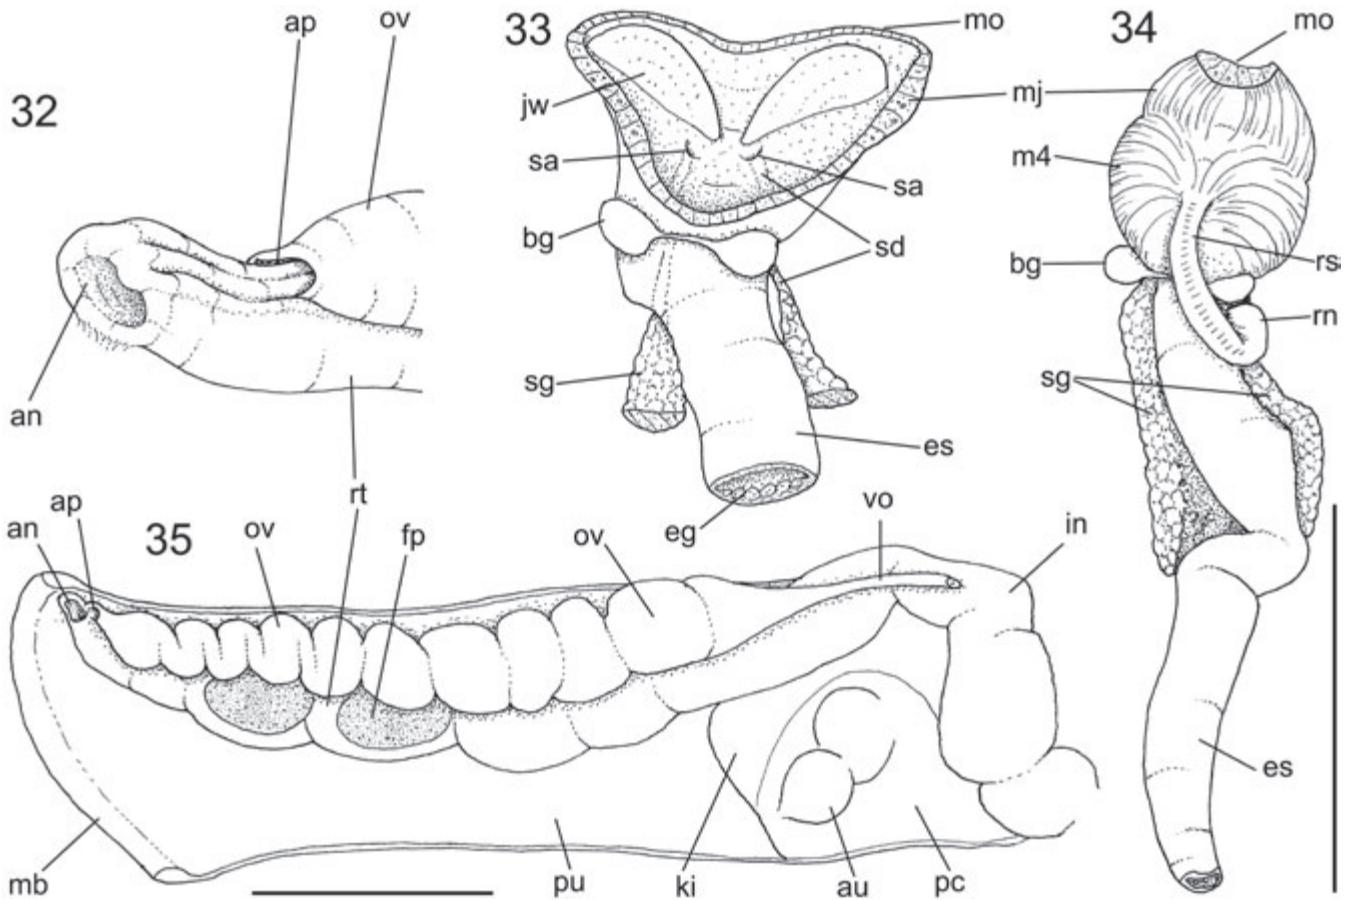 32
ap
ov
an
rt
33
mo
jw
mj
sa
sa
bg
sd
sg
es
eg
34
mo
m4
bg
rs
rn
sg
es
35
an
ap
ov
rt
fp
ov
vo
in
mb
pu
ki
au
pc